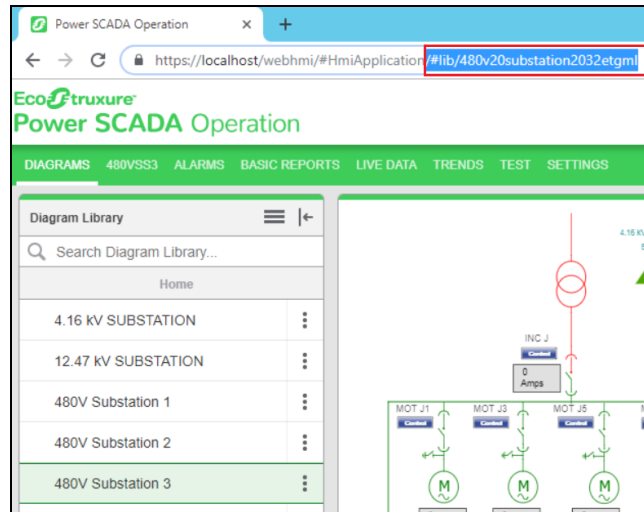 Power SCADA Operation
https://localhost/webhmi/#HmiApplication/#lib/480v20substation2032etgml
EcoStruxure™
Power SCADA Operation
DIAGRAMS 480VSS3 ALARMS BASIC REPORTS LIVE DATA TRENDS TEST SETTINGS
Diagram Library
Search Diagram Library...
Home
4.16 kV SUBSTATION
12.47 kV SUBSTATION
480V Substation 1
480V Substation 2
480V Substation 3
4.16 kV
INC J
Control
0
Amps
MOT J1 MOT J3 MOT J5
Control Control Control
M M M